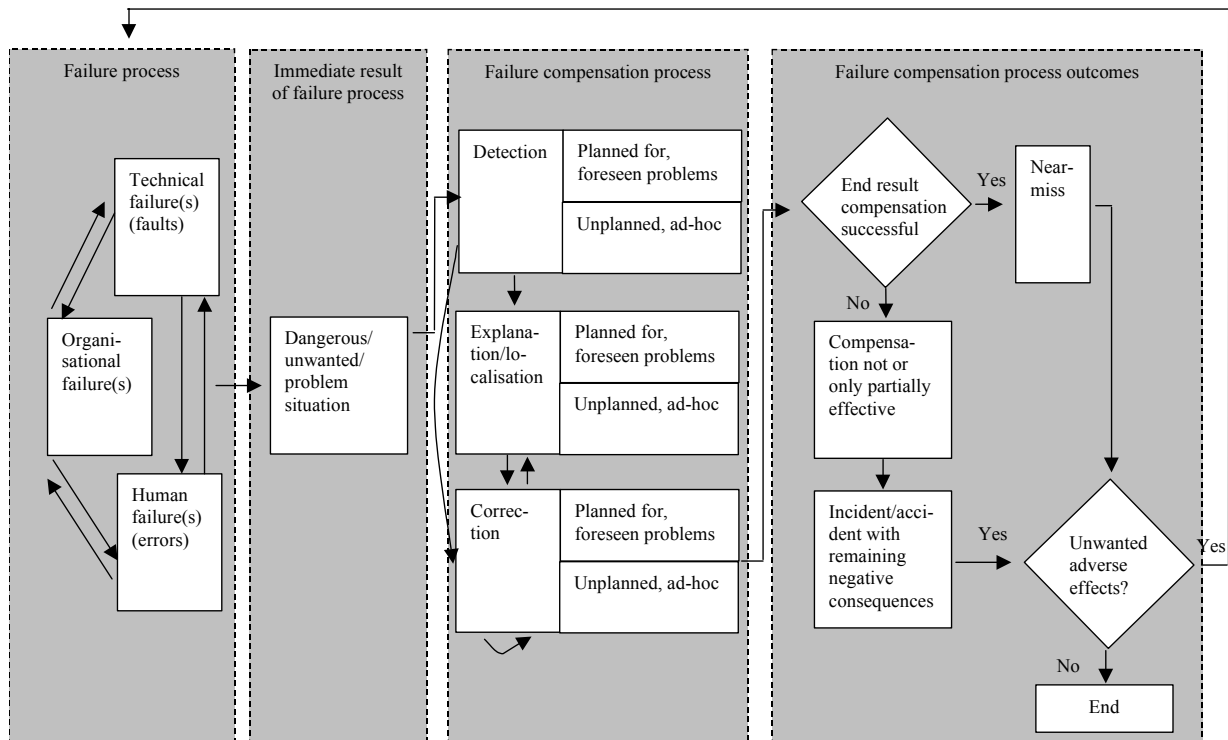 Failure process
Technical
failure(s)
(faults)
Organi-
sational
failure(s)
Human
failure(s)
(errors)
Immediate result
of failure process
Dangerous/
unwanted/
problem
situation
Failure compensation process
Detection
Planned for,
foreseen problems
Unplanned, ad-hoc
Explana-
tion/lo-
calisation
Planned for,
foreseen problems
Unplanned, ad-hoc
Correc-
tion
Planned for,
foreseen problems
Unplanned, ad-hoc
Failure compensation process outcomes
End result
compensation
successful
Yes
Near-
miss
No
Compensa-
tion not or
only partially
effective
Incident/acci-
dent with
remaining
negative
consequences
Yes
Unwanted
adverse
effects?
Yes
No
End